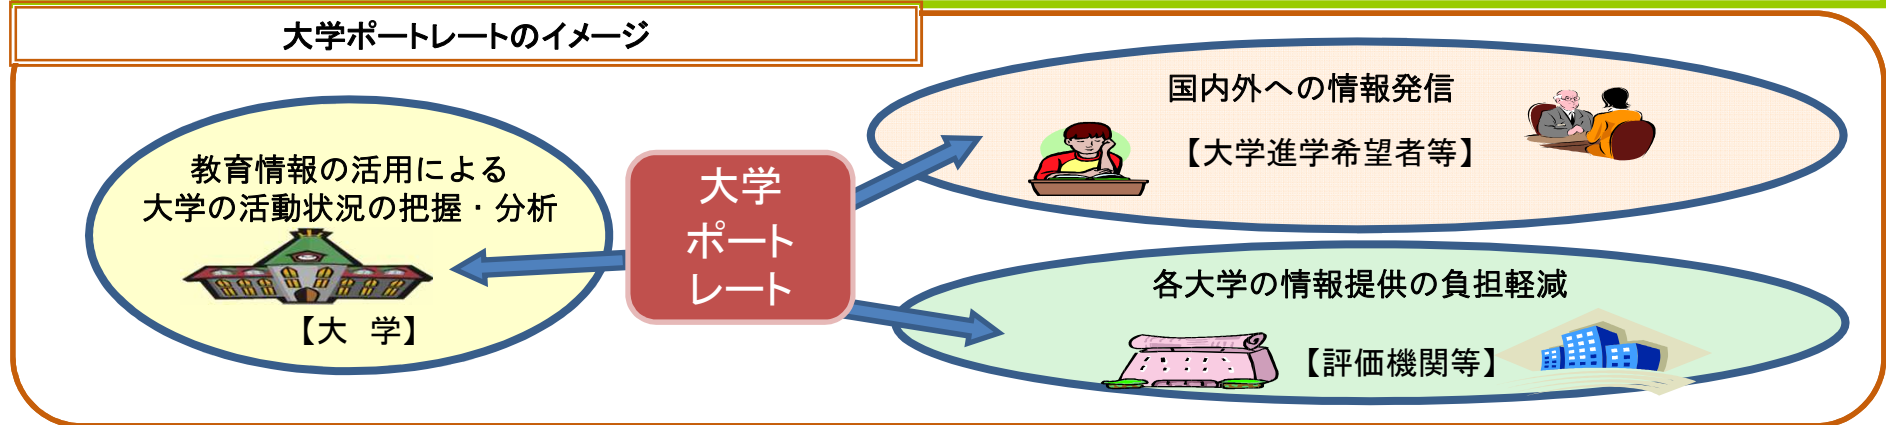 大学ポートレートのイメージ
教育情報の活用による
大学の活動状況の把握・分析
【大　学】
大学
ポート
レート
国内外への情報発信
【大学進学希望者等】
各大学の情報提供の負担軽減
【評価機関等】